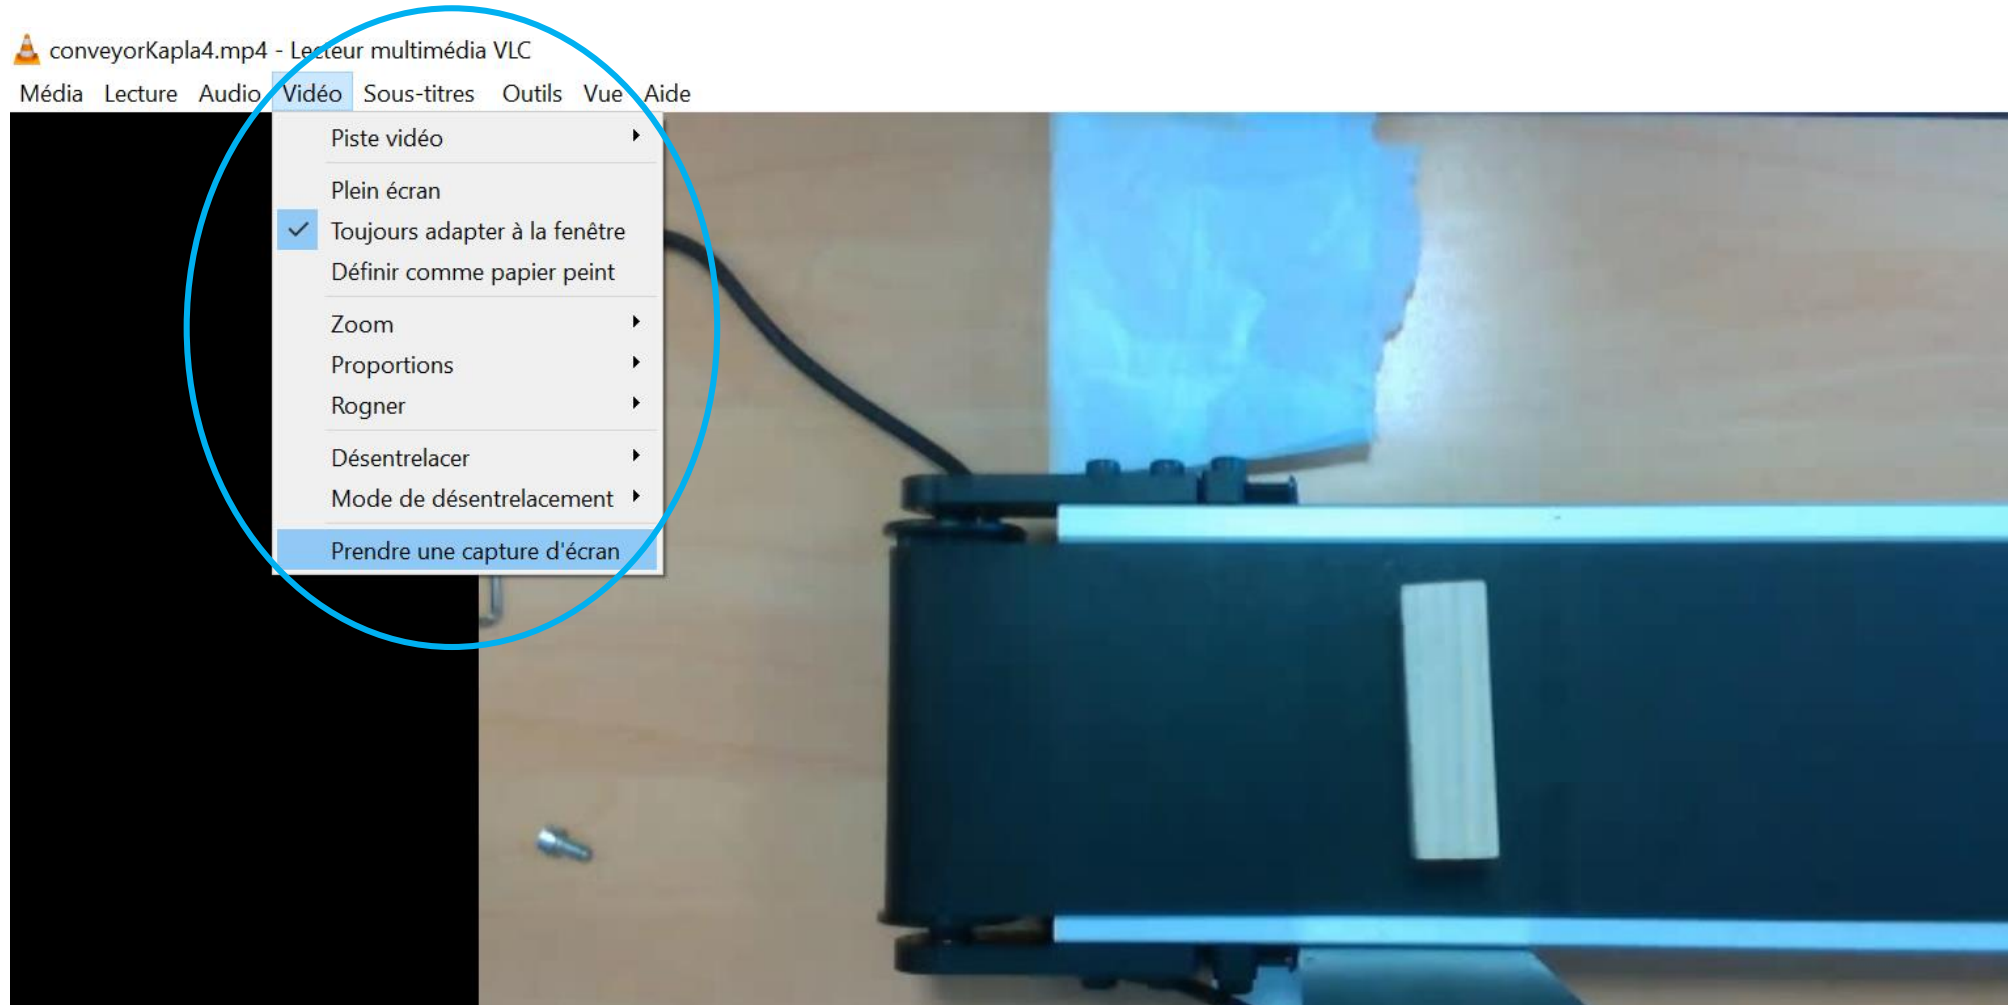 conveyorKapla4.mp4 - Lecteur multimédia VLC
Média Lecture Audio Vidéo Sous-titres Outils Vue Aide
Piste vidéo
Plein écran
Toujours adapter à la fenêtre
Définir comme papier peint
Zoom
Proportions
Rogner
Désentrelacer
Mode de désentrelacement
Prendre une capture d'écran